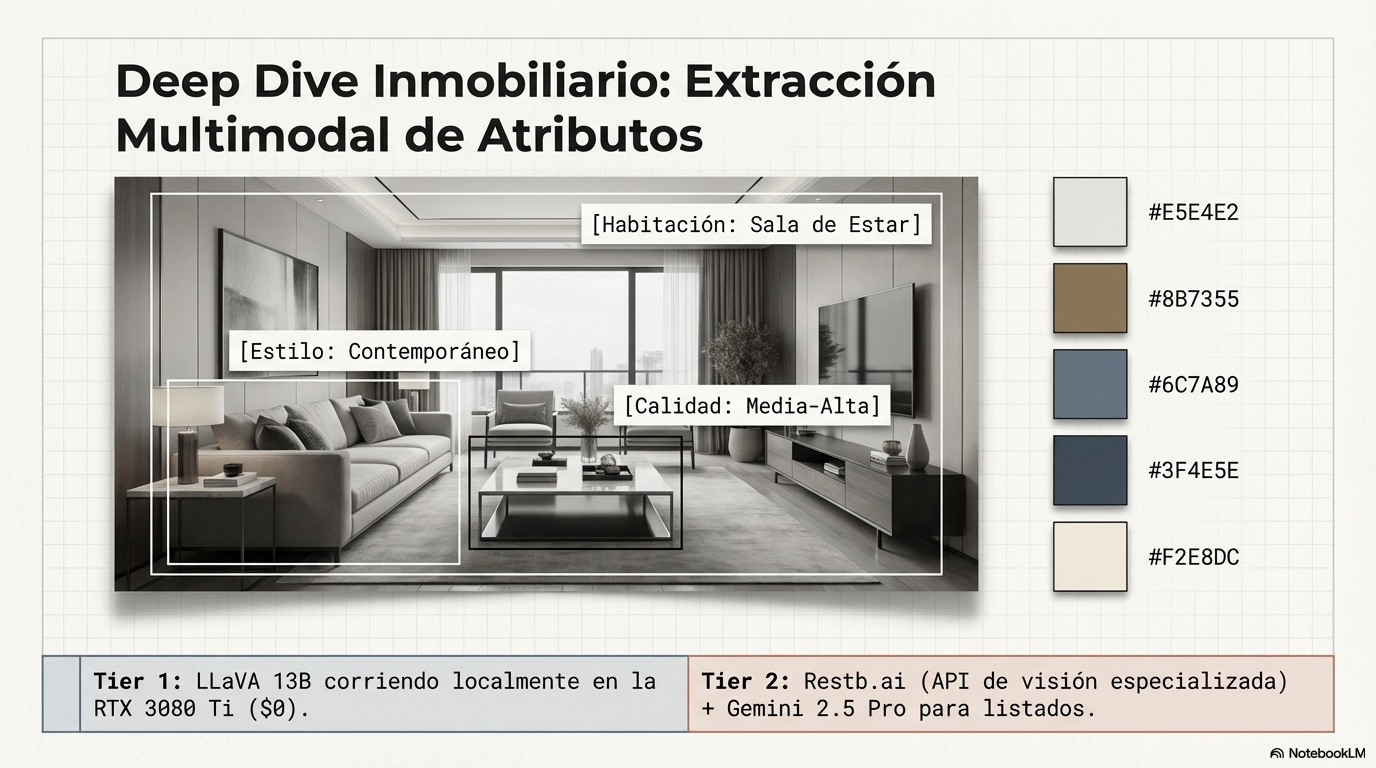 Deep Dive Inmobiliario: Extracción
Multimodal de Atributos
[Habitación: Sala de Estar]
[Estilo: Contemporáneo]
[Calidad: Media-Alta]
#E5E4E2
#8B7355
#6C7A89
#3F4E5E
#F2E8DC
Tier 1: LLaVA 13B corriendo localmente en la
RTX 3080 Ti ($0).
Tier 2: Restb.ai (API de visión especializada)
+ Gemini 2.5 Pro para listados.
NotebookLM